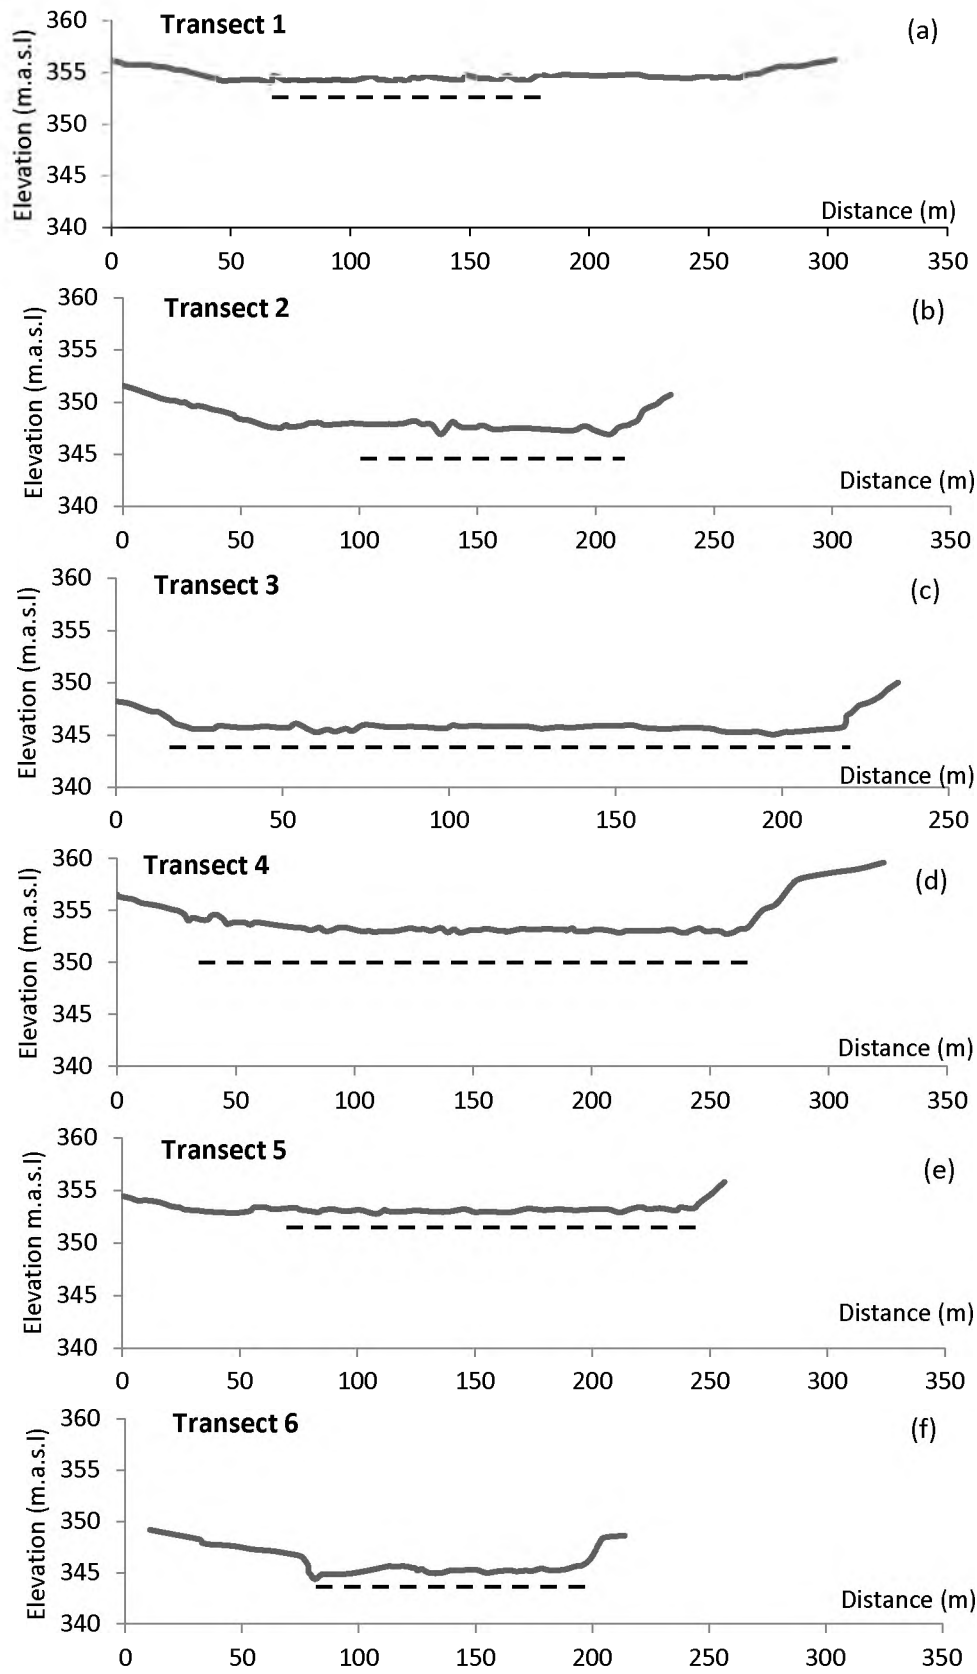 Transect 1
(a)
Elevation (m.a.s.l)
360
355
350
345
340
Distance (m)
0 50 100 150 200 250 300 350
Transect 2
(b)
Elevation (m.a.s.l)
360
355
350
345
340
Distance (m)
0 50 100 150 200 250 300 350
Transect 3
(c)
Elevation (m.a.s.l)
360
355
350
345
340
Distance (m)
0 50 100 150 200 250
Transect 4
(d)
Elevation (m.a.s.l)
360
355
350
345
340
Distance (m)
0 50 100 150 200 250 300 350
Transect 5
(e)
Elevation m.a.s.l)
360
355
350
345
340
Distance (m)
0 50 100 150 200 250 300 350
Transect 6
(f)
Elevation (m.a.s.l)
360
355
350
345
340
Distance (m)
0 50 100 150 200 250 300 350